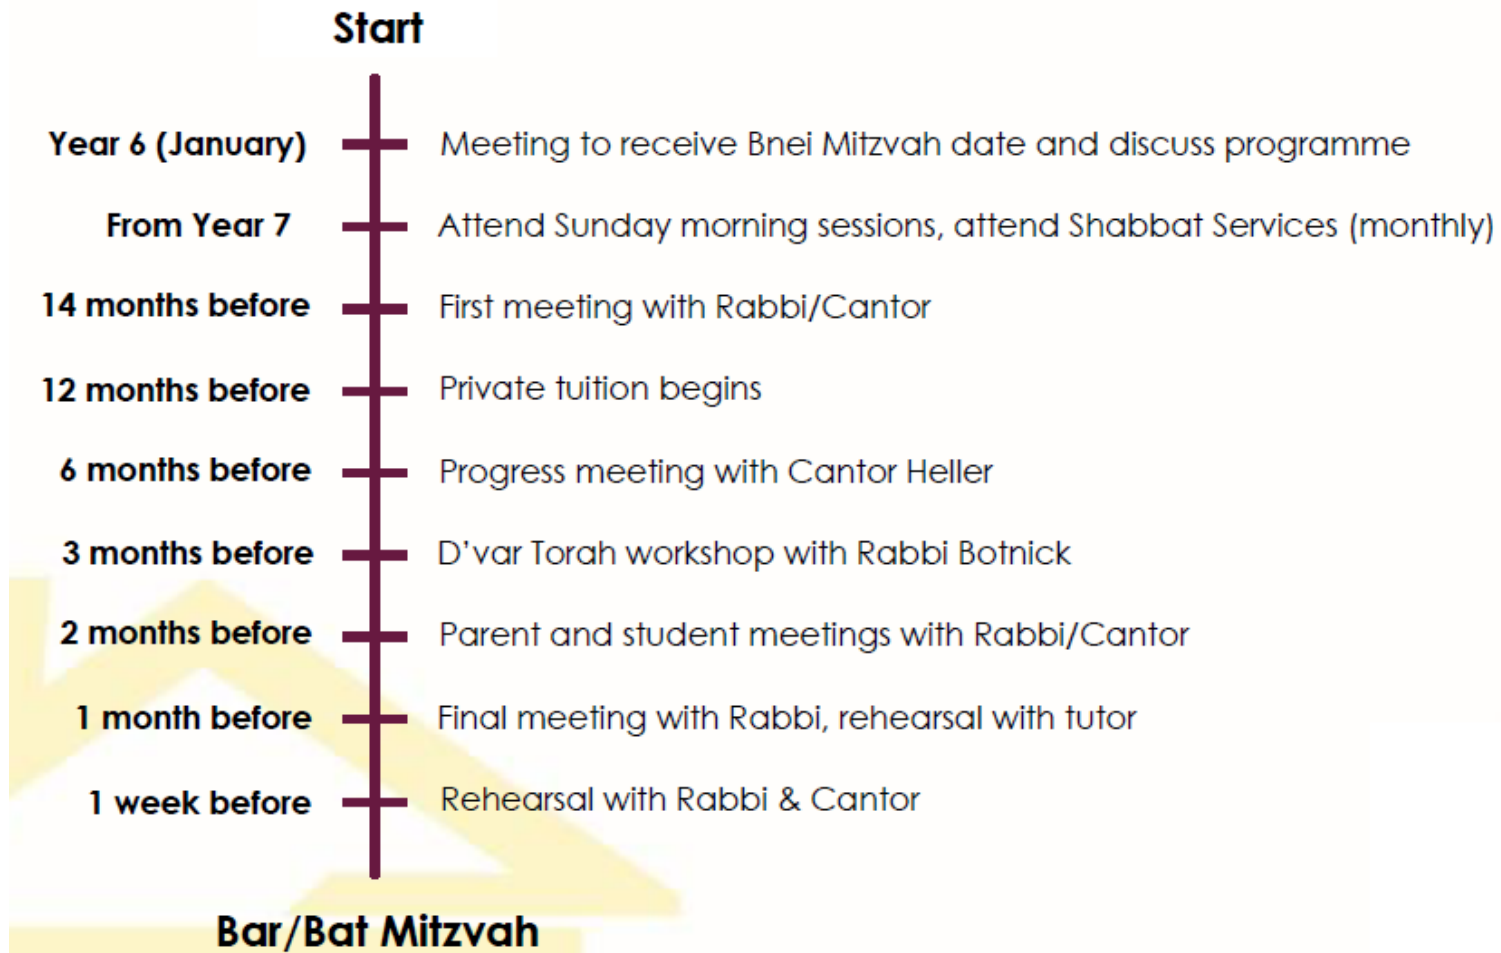 Start
Year 6 (January) Meeting to receive Bnei Mitzvah date and discuss programme
From Year 7 Attend Sunday morning sessions, attend Shabbat Services (monthly)
14 months before First meeting with Rabbi/Cantor
12 months before Private tuition begins
6 months before Progress meeting with Cantor Heller
3 months before D'var Torah workshop with Rabbi Botnick
2 months before Parent and student meetings with Rabbi/Cantor
1 month before Final meeting with Rabbi, rehearsal with tutor
1 week before Rehearsal with Rabbi & Cantor
Bar/Bat Mitzvah